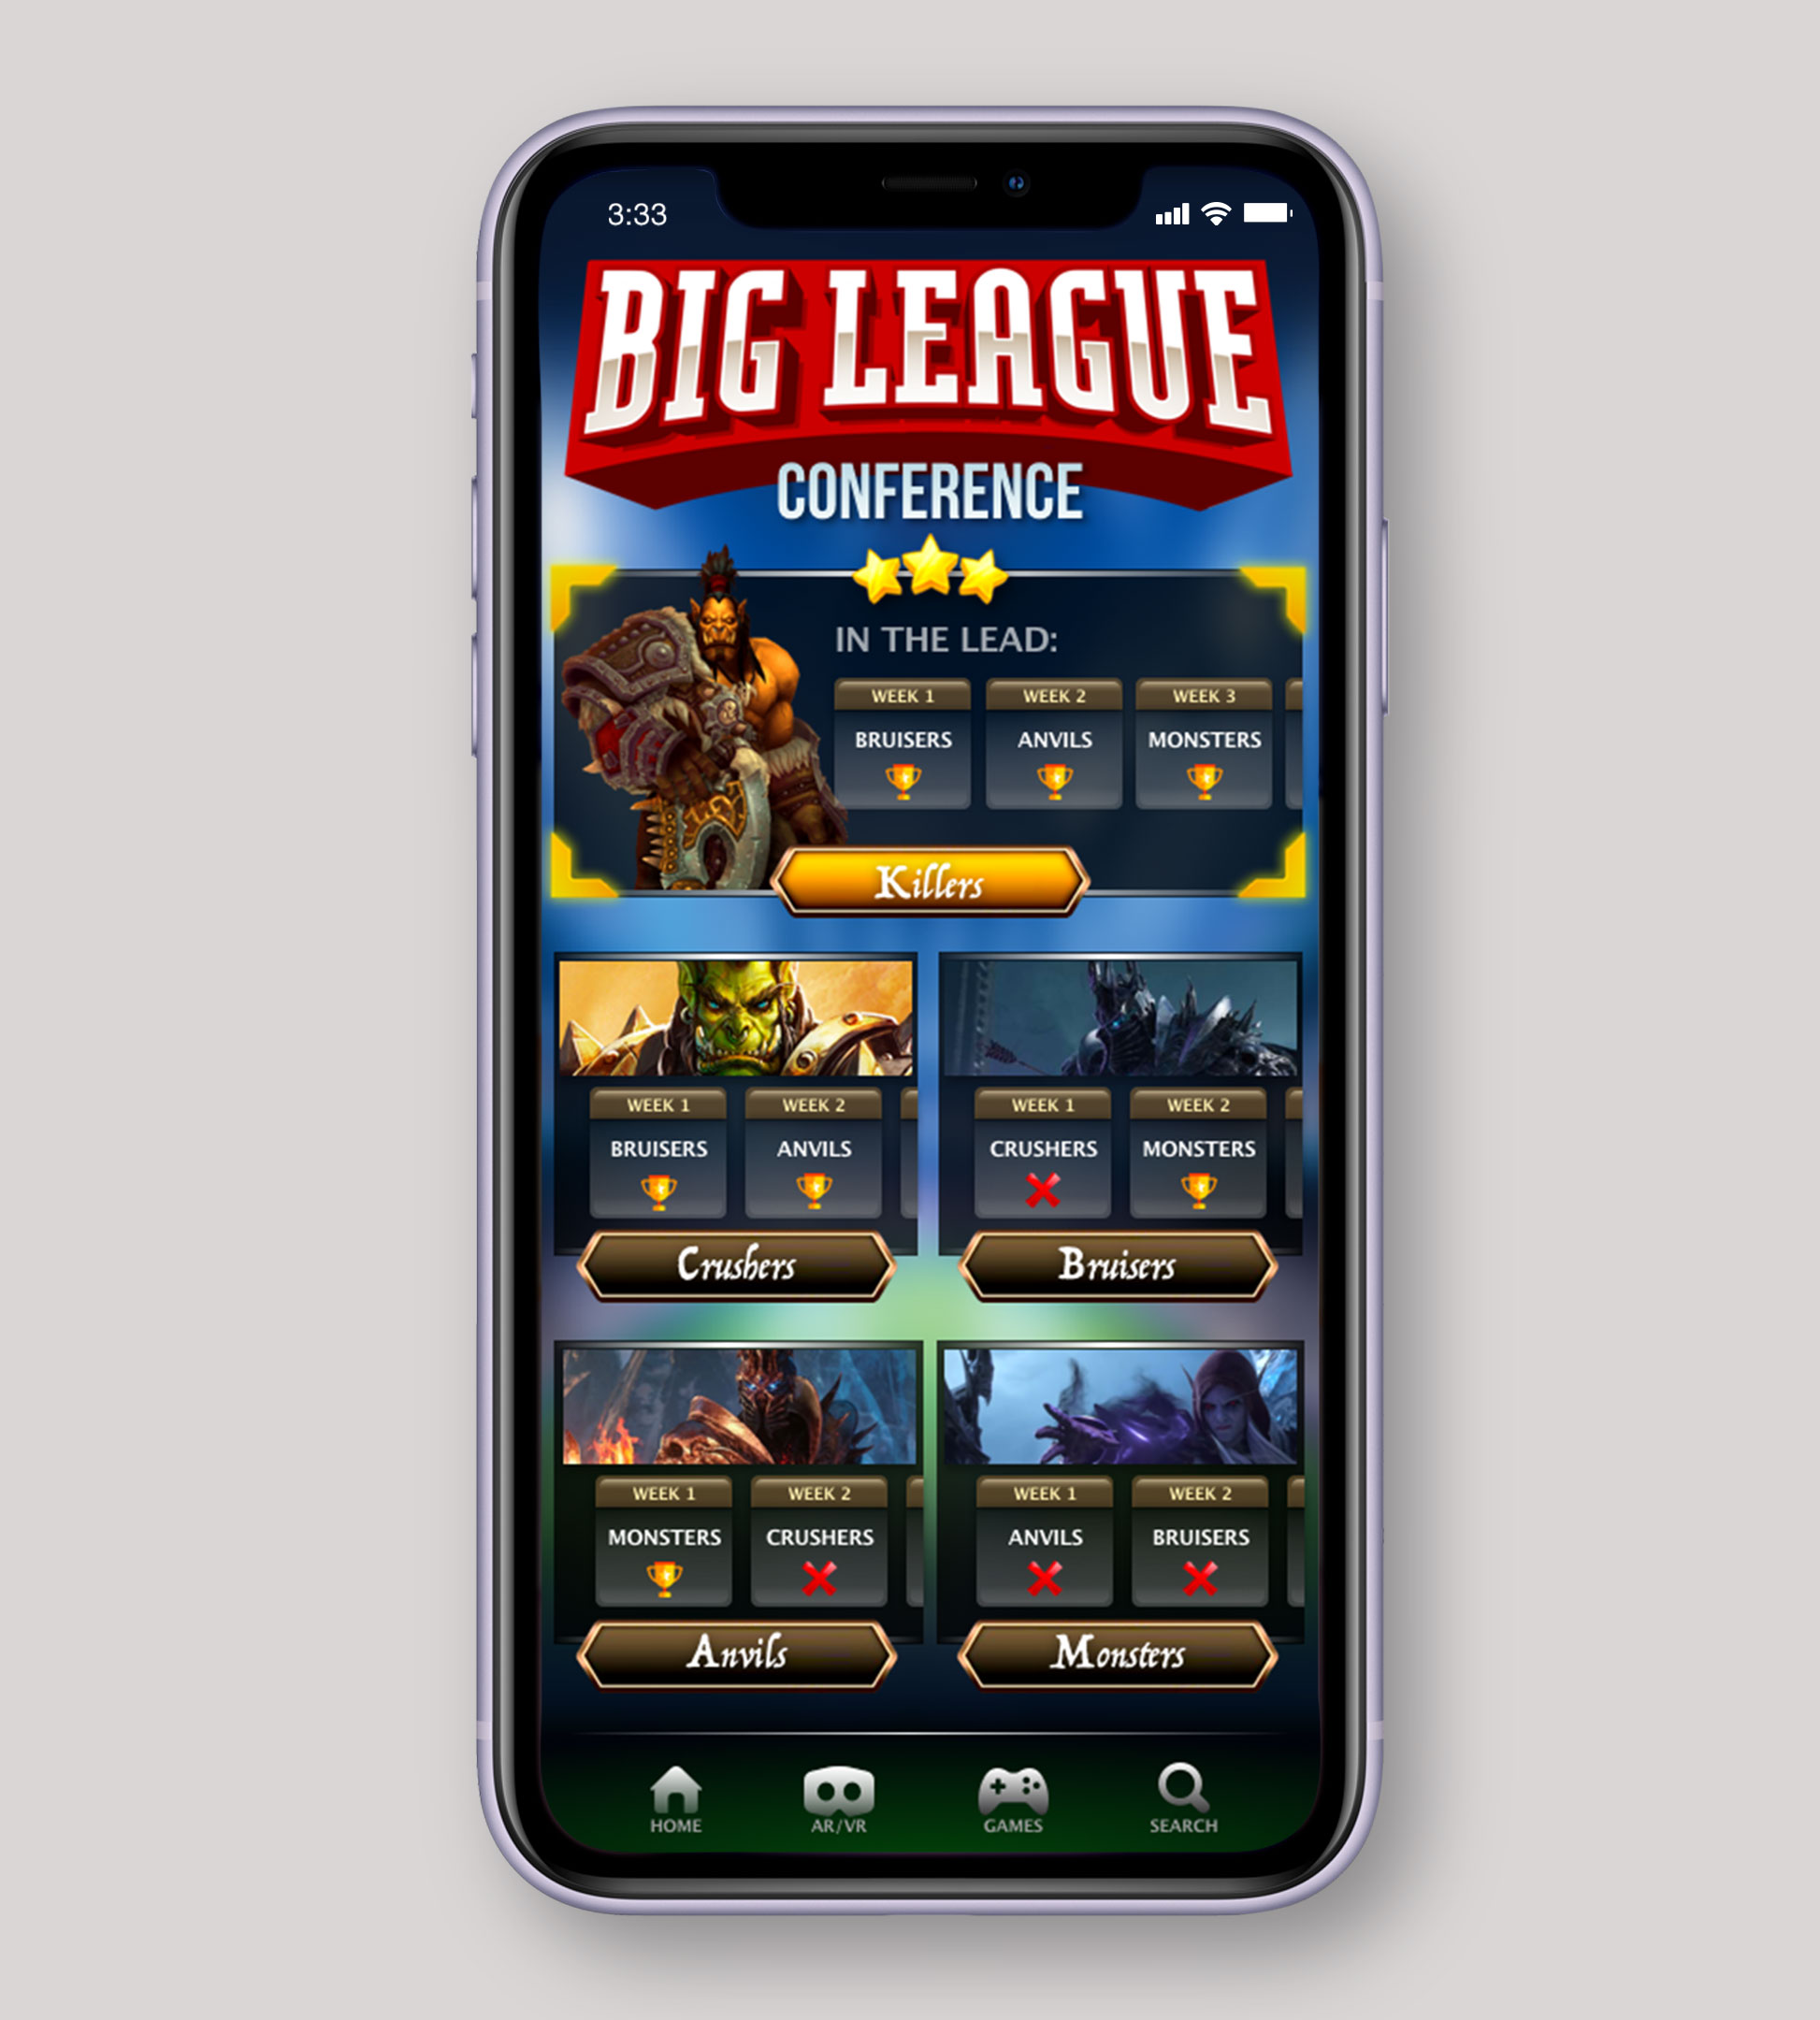 3:33
BIG LEAGUE
CONFERENCE
IN THE LEAD:
WEEK 1 WEEK 2 WEEK 3
BRUISERS ANVILS MONSTERS
Killers
WEEK 1 WEEK 2 WEEK 1 WEEK 2
BRUISERS ANVILS CRUSHERS MONSTERS
Crushers Bruisers
WEEK 1 WEEK 2 WEEK 1 WEEK 2
MONSTERS CRUSHERS ANVILS BRUISERS
Anvils Monsters
HOME AR/VR GAMES SEARCH